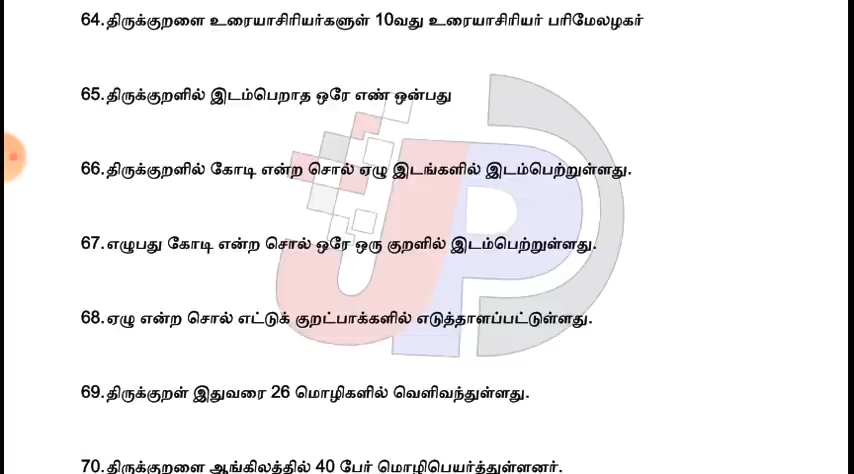 64.திருக்குறளை உரையாசிரியர்களுள் 10வது உரையாசிரியர் பரிமேலழகர்
65.திருக்குறளில் இடம்பெறாத ஒரே எண் ஒன்பது
66.திருக்குறளில் கோடி என்ற சொல் ஏழு இடங்களில் இடம்பெற்றுள்ளது.
67.எழுபது கோடி என்ற சொல் ஒரே ஒரு குறளில் இடம்பெற்றுள்ளது.
68.ஏழு என்ற சொல் எட்டுக் குறட்பாக்களில் எடுத்தாளப்பட்டுள்ளது.
69.திருக்குறள் இதுவரை 26 மொழிகளில் வெளிவந்துள்ளது.
70.திருக்குறளை ஆங்கிலத்தில் 40 பேர் மொழிபெயர்த்துள்ளனர்.